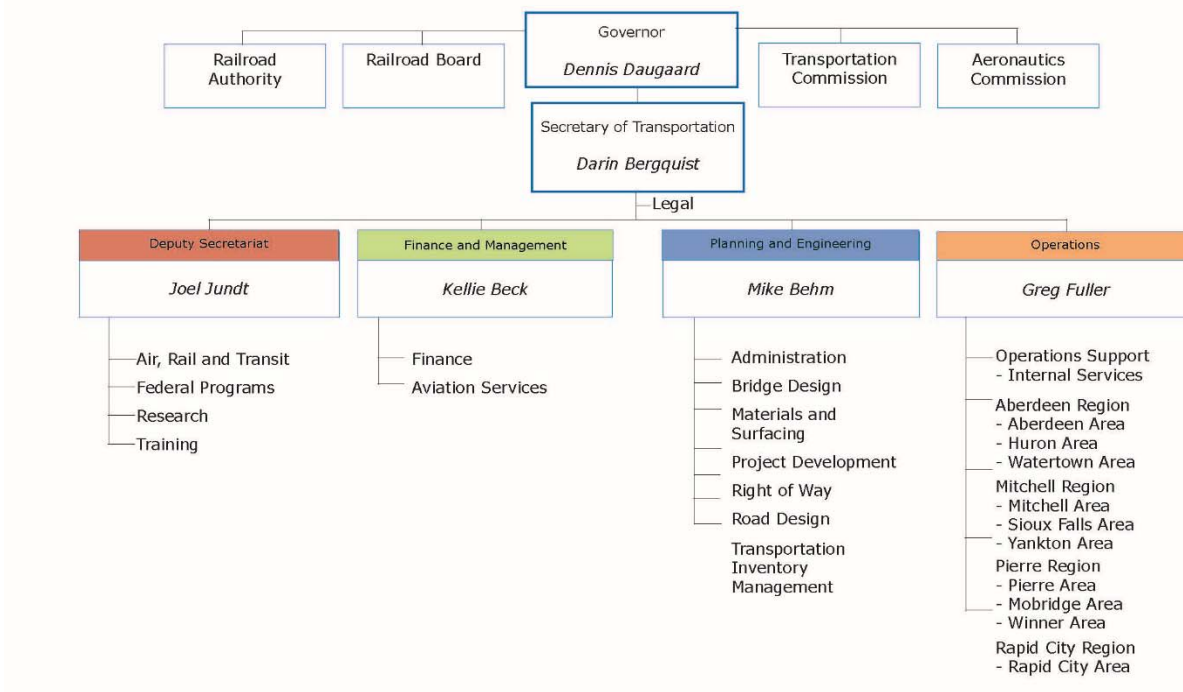 Governor
Dennis Daugaard
Railroad
Authority
Railroad Board
Transportation
Commission
Aeronautics
Commission
Secretary of Transportation
Darin Bergquist
Legal
Deputy Secretariat
Joel Jundt
Air, Rail and Transit
Federal Programs
Research
Training
Finance and Management
Kellie Beck
Finance
Aviation Services
Planning and Engineering
Mike Behm
Administration
Bridge Design
Materials and
Surfacing
Project Development
Right of Way
Road Design
Transportation
Inventory
Management
Operations
Greg Fuller
Operations Support
- Internal Services
Aberdeen Region
- Aberdeen Area
- Huron Area
- Watertown Area
Mitchell Region
- Mitchell Area
- Sioux Falls Area
- Yankton Area
Pierre Region
- Pierre Area
- Mobridge Area
- Winner Area
Rapid City Region
- Rapid City Area